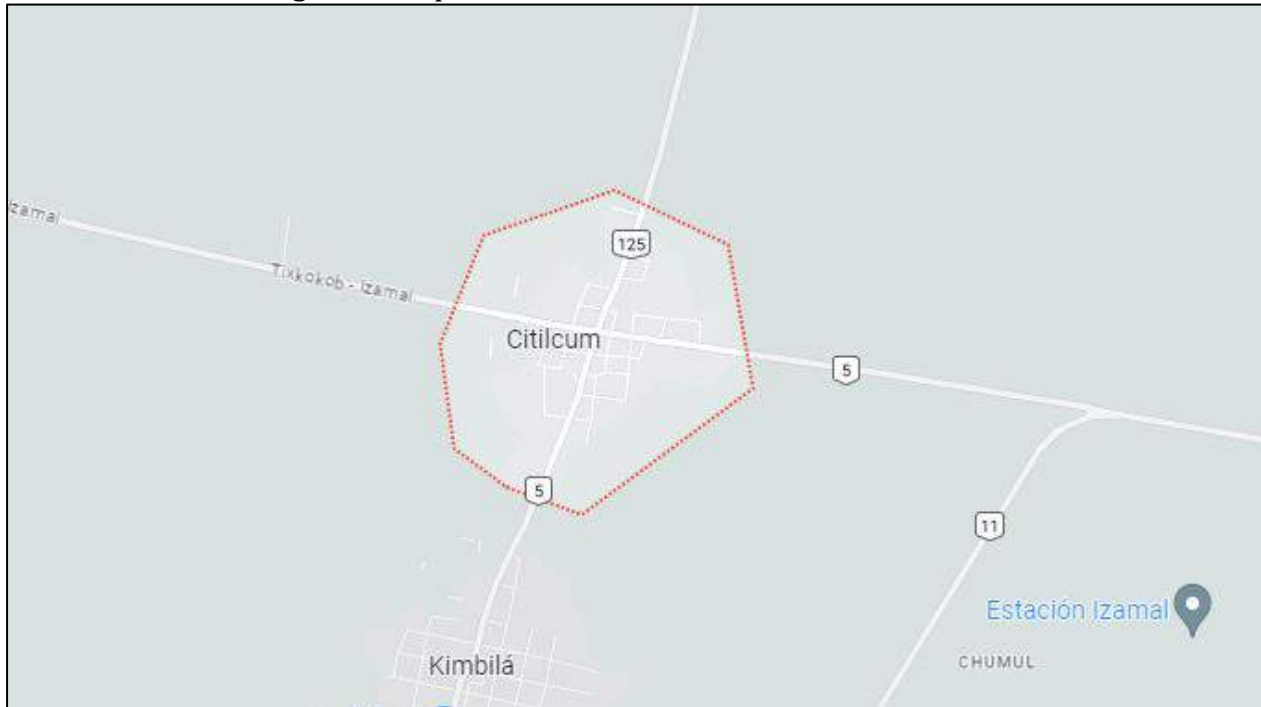 Izamal
125
Tixkokob - Izamal
Citilcum
5
5
11
Estación Izamal
CHUMUL
Kimbilá